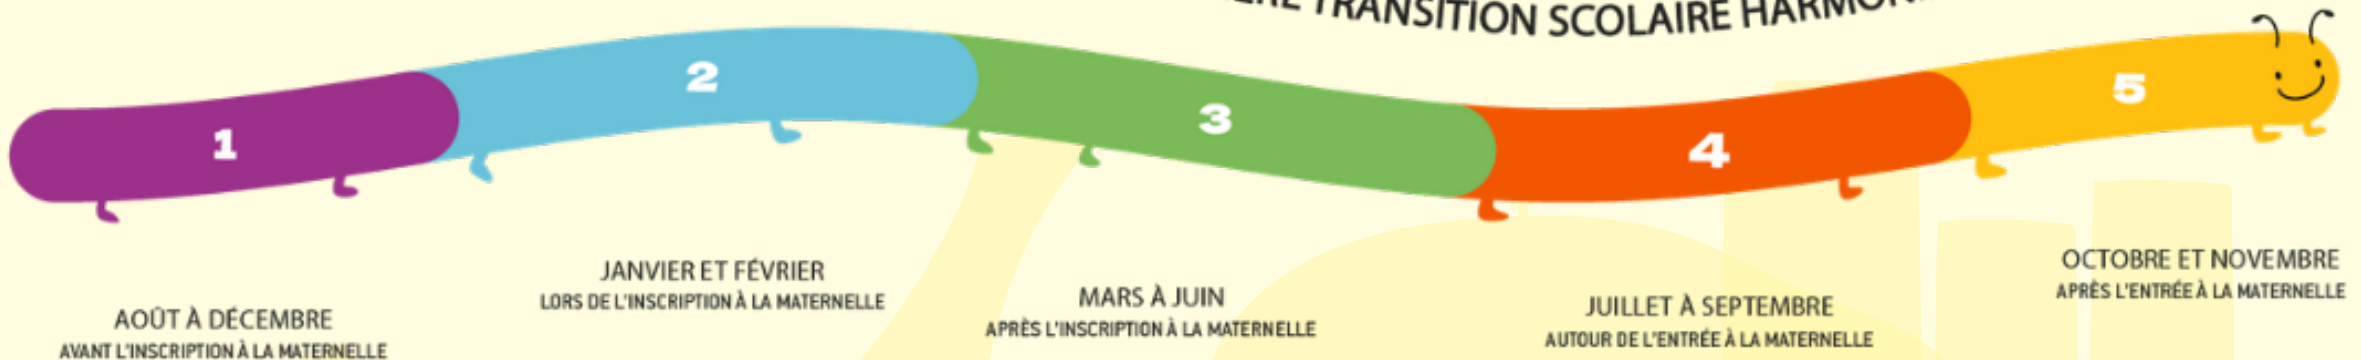 TRANSITION SCOLAIRE
1
2
3
4
5
AOÛT À DÉCEMBRE
AVANT L'INSCRIPTION À LA MATERNELLE
JANVIER ET FÉVRIER
LORS DE L'INSCRIPTION À LA MATERNELLE
MARS À JUIN
APRÈS L'INSCRIPTION À LA MATERNELLE
JUILLET À SEPTEMBRE
AUTOUR DE L'ENTRÉE À LA MATERNELLE
OCTOBRE ET NOVEMBRE
APRÈS L'ENTRÉE À LA MATERNELLE